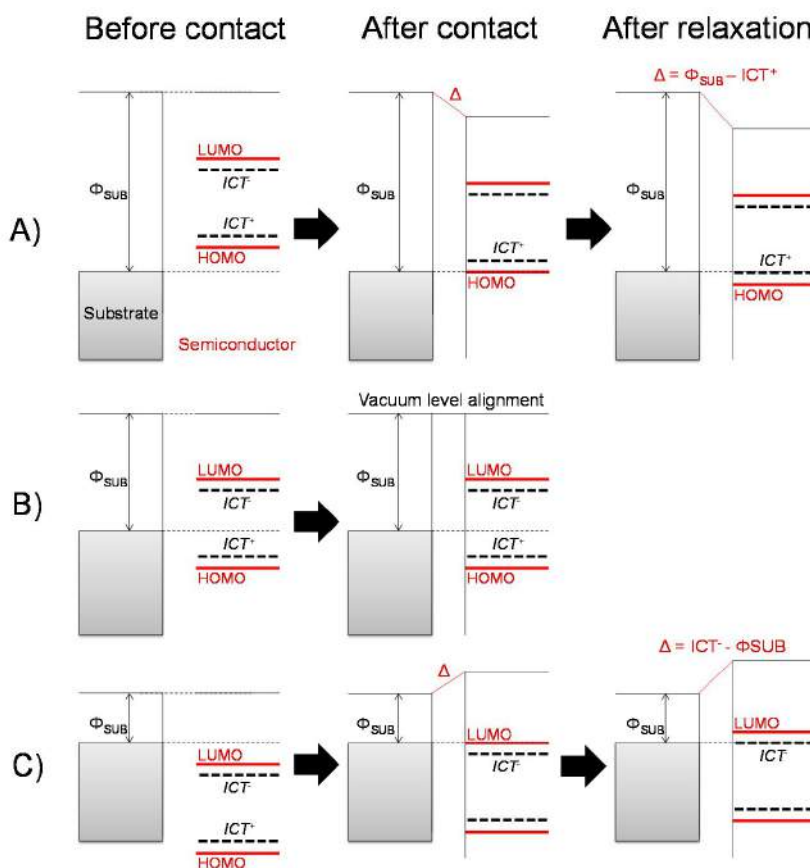 Before contact
After contact
After relaxation
A)
Φ_SUB
LUMO
ICT⁻
ICT⁺
HOMO
Substrate
Semiconductor
Δ
Φ_SUB
ICT⁺
HOMO
Δ = Φ_SUB – ICT⁺
Φ_SUB
ICT⁺
HOMO
B)
Φ_SUB
LUMO
ICT⁻
ICT⁺
HOMO
Vacuum level alignment
Φ_SUB
LUMO
ICT⁻
ICT⁺
HOMO
C)
Φ_SUB
LUMO
ICT⁻
ICT⁺
HOMO
Δ
Φ_SUB
LUMO
ICT⁻
Δ = ICT⁻ - ΦSUB
Φ_SUB
LUMO
ICT⁻